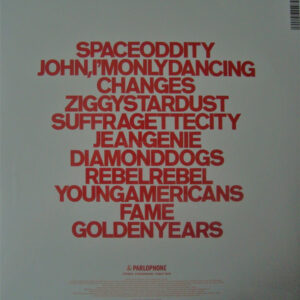 SPACEODDITY
JOHN,I'MONLYDANCING
CHANGES
ZIGGYSTARDUST
SUFFRAGETTECITY
JEANGENIE
DIAMONDDOGS
REBELREBEL
YOUNGAMERICANS
FAME
GOLDENYEARS
PARLOPHONE